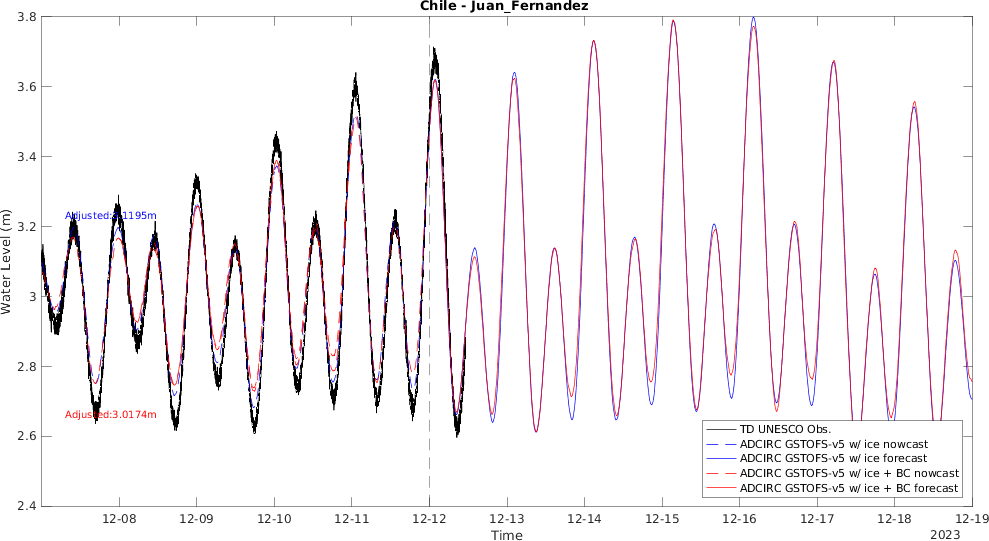 Chile - Juan_Fernandez
3.8
3.6
3.4
3.2
3
2.8
2.6
2.4
Water Level (m)
Adjusted:3.1195m
Adjusted:3.0174m
TD UNESCO Obs.
ADCIRC GSTOFS-v5 w/ ice nowcast
ADCIRC GSTOFS-v5 w/ ice forecast
ADCIRC GSTOFS-v5 w/ ice + BC nowcast
ADCIRC GSTOFS-v5 w/ ice + BC forecast
12-08 12-09 12-10 12-11 12-12 12-13 12-14 12-15 12-16 12-17 12-18 12-19
Time
2023